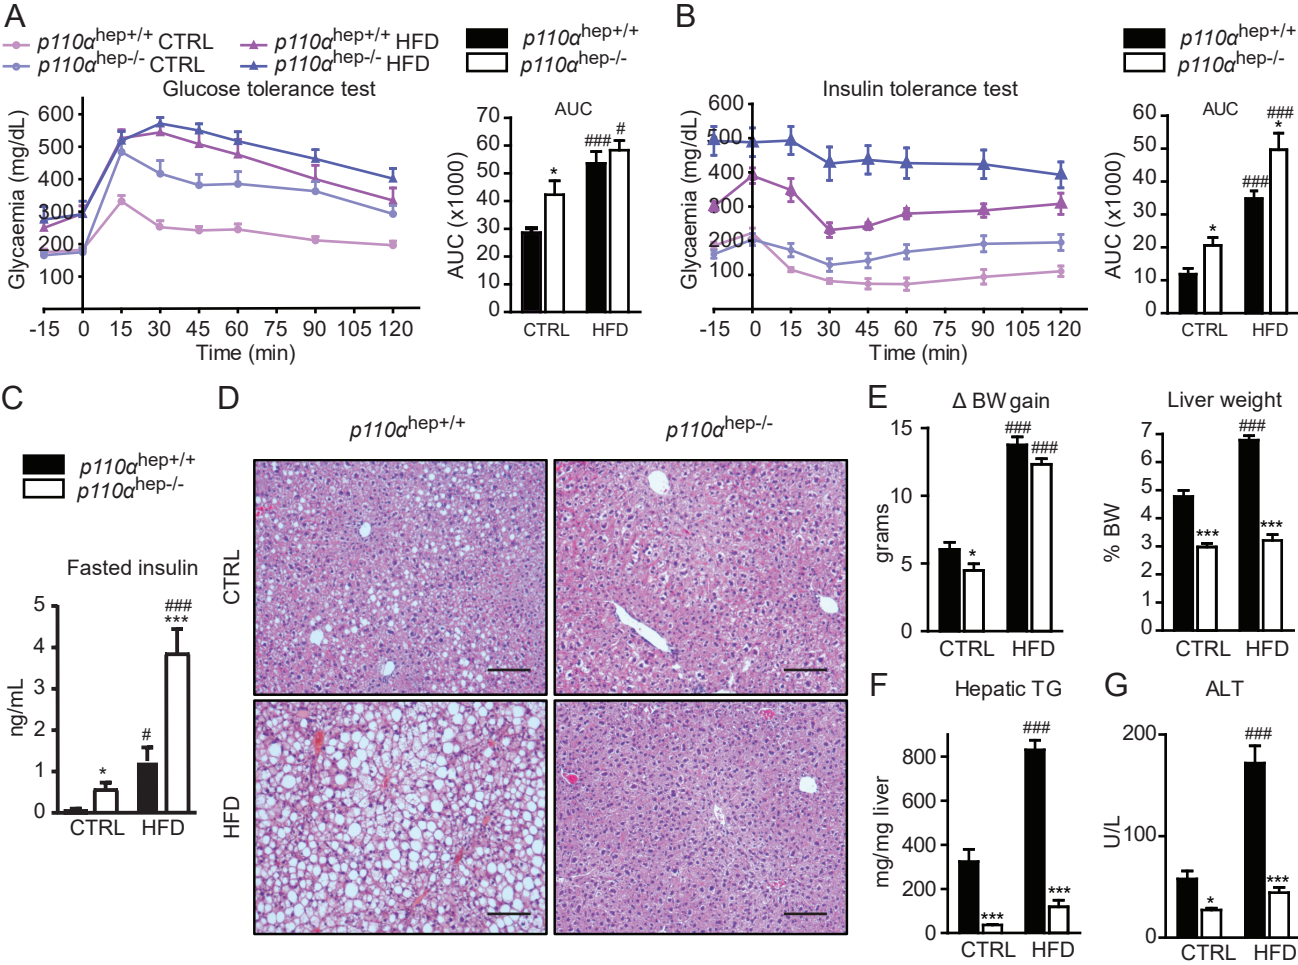 A
p110αhep+/+ CTRL
p110αhep+/+ HFD
p110αhep-/- CTRL
p110αhep-/- HFD
p110αhep+/+
p110αhep-/-
Glucose tolerance test
Glycaemia (mg/dL)
600
500
400
300
200
100
-15 0 15 30 45 60 75 90 105 120
Time (min)
AUC
AUC (x1000)
70
60
50
40
30
20
10
0
*
###
#
CTRL HFD
B
p110αhep+/+
p110αhep-/-
Insulin tolerance test
Glycaemia (mg/dL)
600
500
400
300
200
100
-15 0 15 30 45 60 75 90 105 120
Time (min)
AUC
AUC (x1000)
60
50
40
30
20
10
0
*
###
###
*
CTRL HFD
C
p110αhep+/+
p110αhep-/-
Fasted insulin
ng/mL
5
4
3
2
1
0
*
#
###
***
CTRL HFD
D
p110αhep+/+
p110αhep-/-
CTRL
HFD
E
Δ BW gain
grams
15
10
5
0
*
###
###
CTRL HFD
Liver weight
% BW
7
6
5
4
3
2
1
0
***
###
***
CTRL HFD
F
Hepatic TG
mg/mg liver
800
600
400
200
0
***
###
***
CTRL HFD
G
ALT
U/L
200
100
0
*
###
***
CTRL HFD